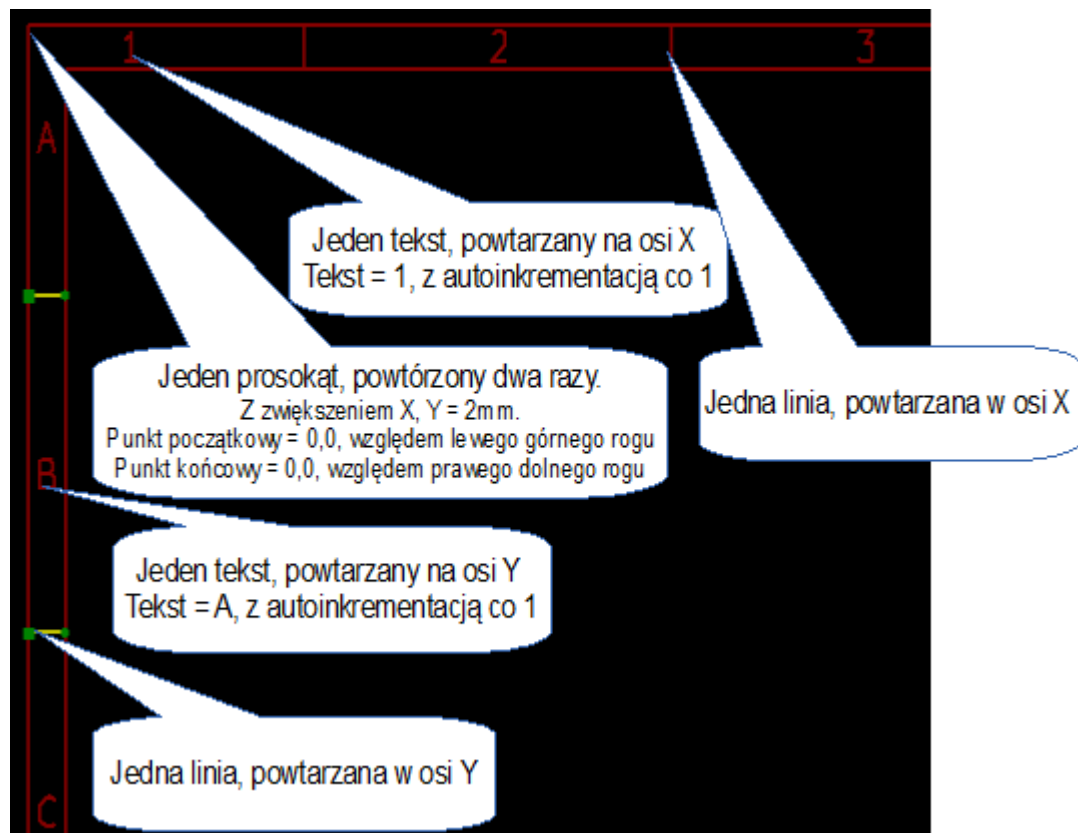 1 2 3
A
Jeden tekst, powtarzany na osi X
Tekst = 1, z autoinkrementacją co 1
Jeden prosokąt, powtórzony dwa razy.
Z zwiększeniem X, Y = 2mm.
Punkt początkowy = 0,0, względem lewego górnego rogu
Punkt końcowy = 0,0, względem prawego dolnego rogu
Jedna linia, powtarzana w osi X
B
Jeden tekst, powtarzany na osi Y
Tekst = A, z autoinkrementacją co 1
Jedna linia, powtarzana w osi Y
C